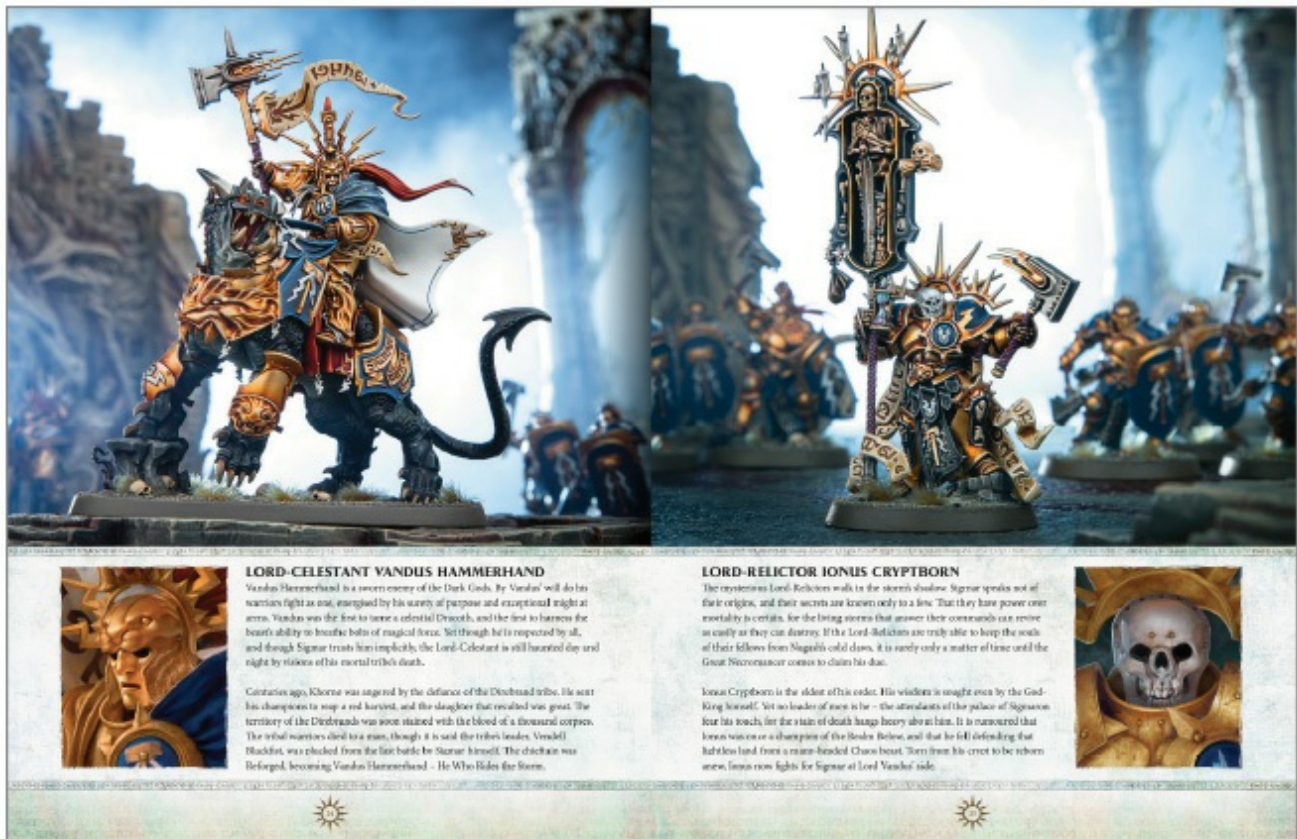 LORD-CELESTANT VANDUS HAMMERHAND
Vandus Hammerhand is a sworn enemy of the Dark Gods. By Vandus' will do his
warriors fight as one, energised by his surety of purpose and exceptional might at
arms. Vandus was the first to tame a celestial Dracoth, and the first to harness the
beast's ability to breathe bolts of magical force. Yet though he is respected by all,
and though Sigmar trusts him implicitly, the Lord-Celestant is still haunted day and
night by visions of his mortal tribe's death.
Centuries ago, Khorne was angered by the defiance of the Direbrand tribe. He sent
his champions to reap a red harvest, and the slaughter that resulted was great. The
territory of the Direbrands was soon stained with the blood of a thousand corpses.
The tribal warriors died to a man, though it is said the tribe's leader, Vendell
Blackfist, was plucked from the last battle by Sigmar himself. The chieftain was
Reforged, becoming Vandus Hammerhand – He Who Rides the Storm.
LORD-RELICTOR IONUS CRYPTBORN
The mysterious Lord-Relictors walk in the storm's shadow. Sigmar speaks not of
their origins, and their secrets are known only to a few. That they have power over
mortality is certain, for the living storms that answer their commands can revive
as easily as they can destroy. If the Lord-Relictors are truly able to keep the souls
of their fellows from Nagash's cold claws, it is surely only a matter of time until the
Great Necromancer comes to claim his due.
Ionus Cryptborn is the eldest of his order. His wisdom is sought even by the God-
King himself. Yet no leader of men is he – the attendants of the palace of Sigmaron
fear his touch, for the stain of death hangs heavy about him. It is rumoured that
Ionus was once a champion of the Realm Below, and that he fell defending that
lightless land from a many-headed Chaos beast. Torn from his crypt to be reborn
anew, Ionus now fights for Sigmar at Lord Vandus' side.